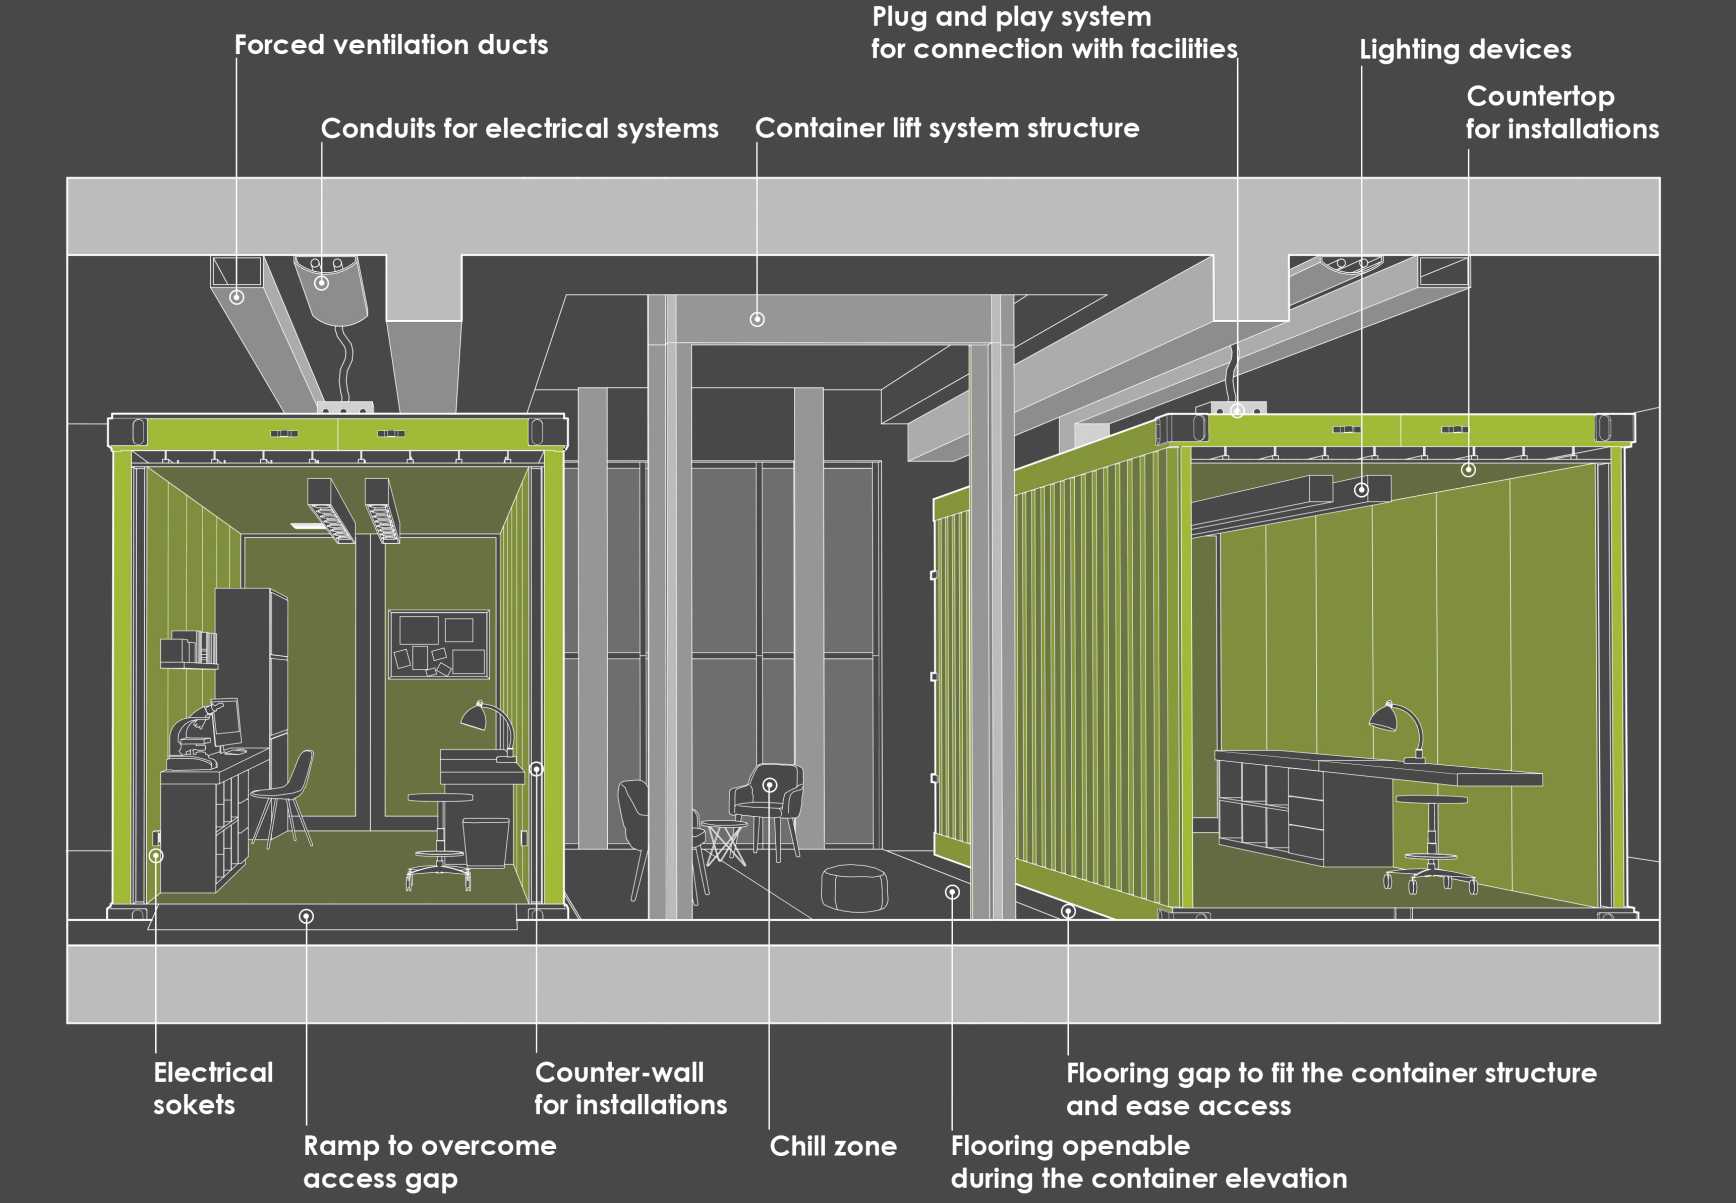 Forced ventilation ducts
Conduits for electrical systems
Container lift system structure
Plug and play system
for connection with facilities
Lighting devices
Countertop
for installations
Electrical
sokets
Ramp to overcome
access gap
Counter-wall
for installations
Chill zone
Flooring openable
during the container elevation
Flooring gap to fit the container structure
and ease access